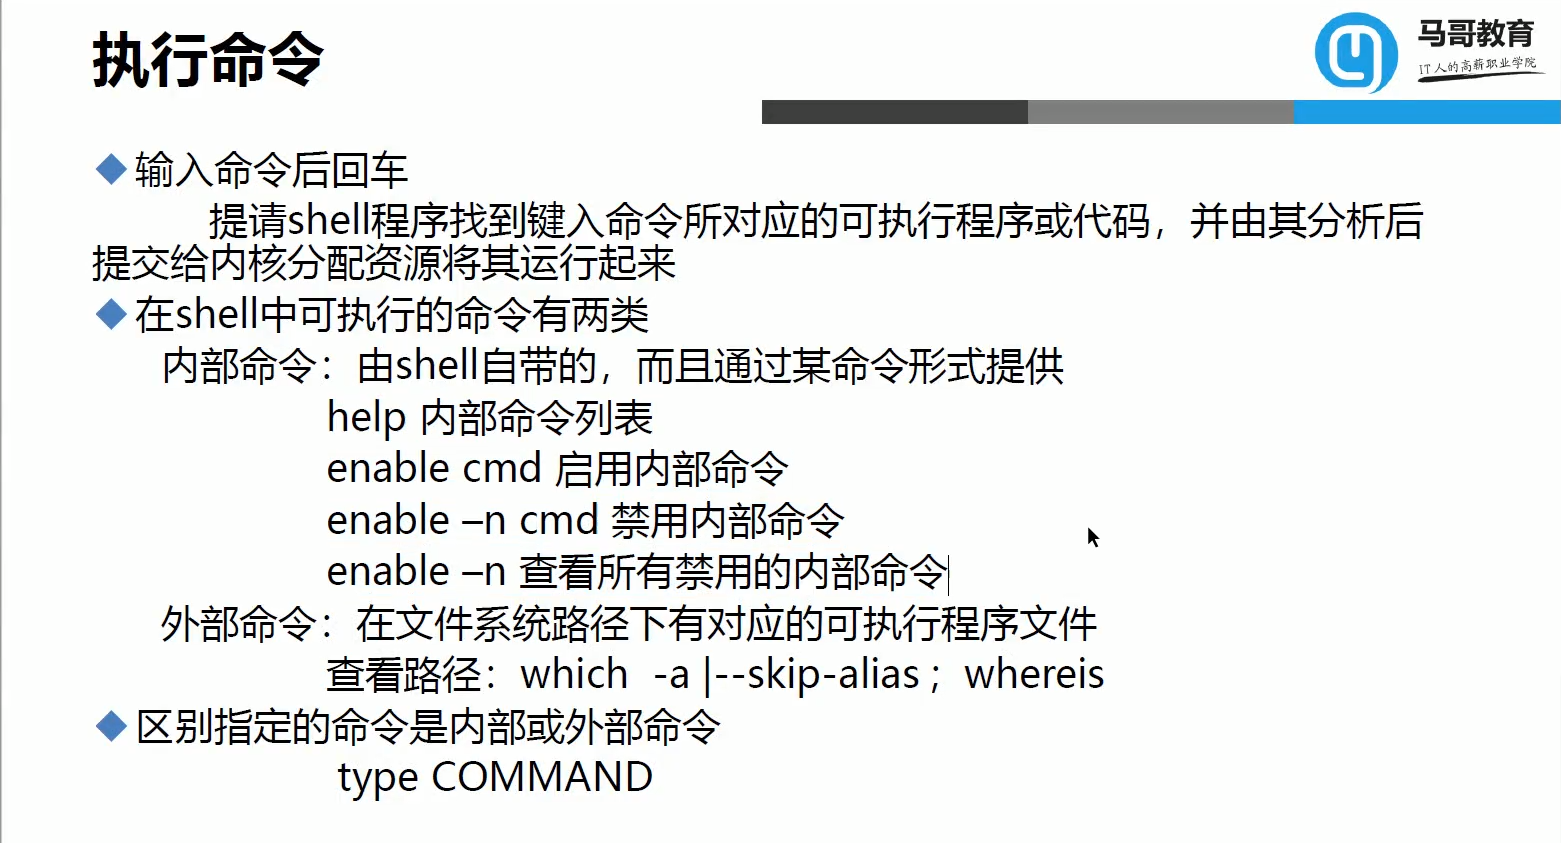 执行命令
马哥教育
IT人的高薪职业学院
输入命令后回车
提请shell程序找到键入命令所对应的可执行程序或代码，并由其分析后
提交给内核分配资源将其运行起来
在shell中可执行的命令有两类
内部命令：由shell自带的，而且通过某命令形式提供
help 内部命令列表
enable cmd 启用内部命令
enable –n cmd 禁用内部命令
enable –n 查看所有禁用的内部命令
外部命令：在文件系统路径下有对应的可执行程序文件
查看路径：which  -a |--skip-alias ；whereis
区别指定的命令是内部或外部命令
type COMMAND